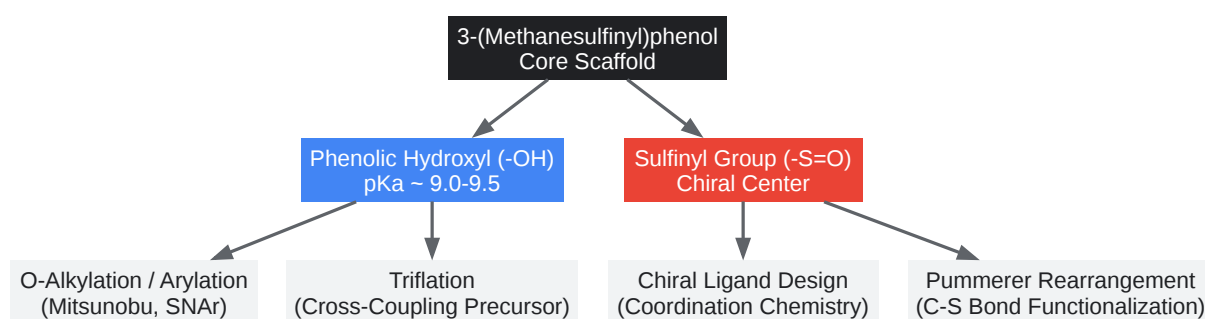 3-(Methanesulfinyl)phenol
Core Scaffold
Phenolic Hydroxyl (-OH)
pKa ~ 9.0-9.5
Sulfinyl Group (-S=O)
Chiral Center
O-Alkylation / Arylation
(Mitsunobu, SNAr)
Triflation
(Cross-Coupling Precursor)
Chiral Ligand Design
(Coordination Chemistry)
Pummerer Rearrangement
(C-S Bond Functionalization)